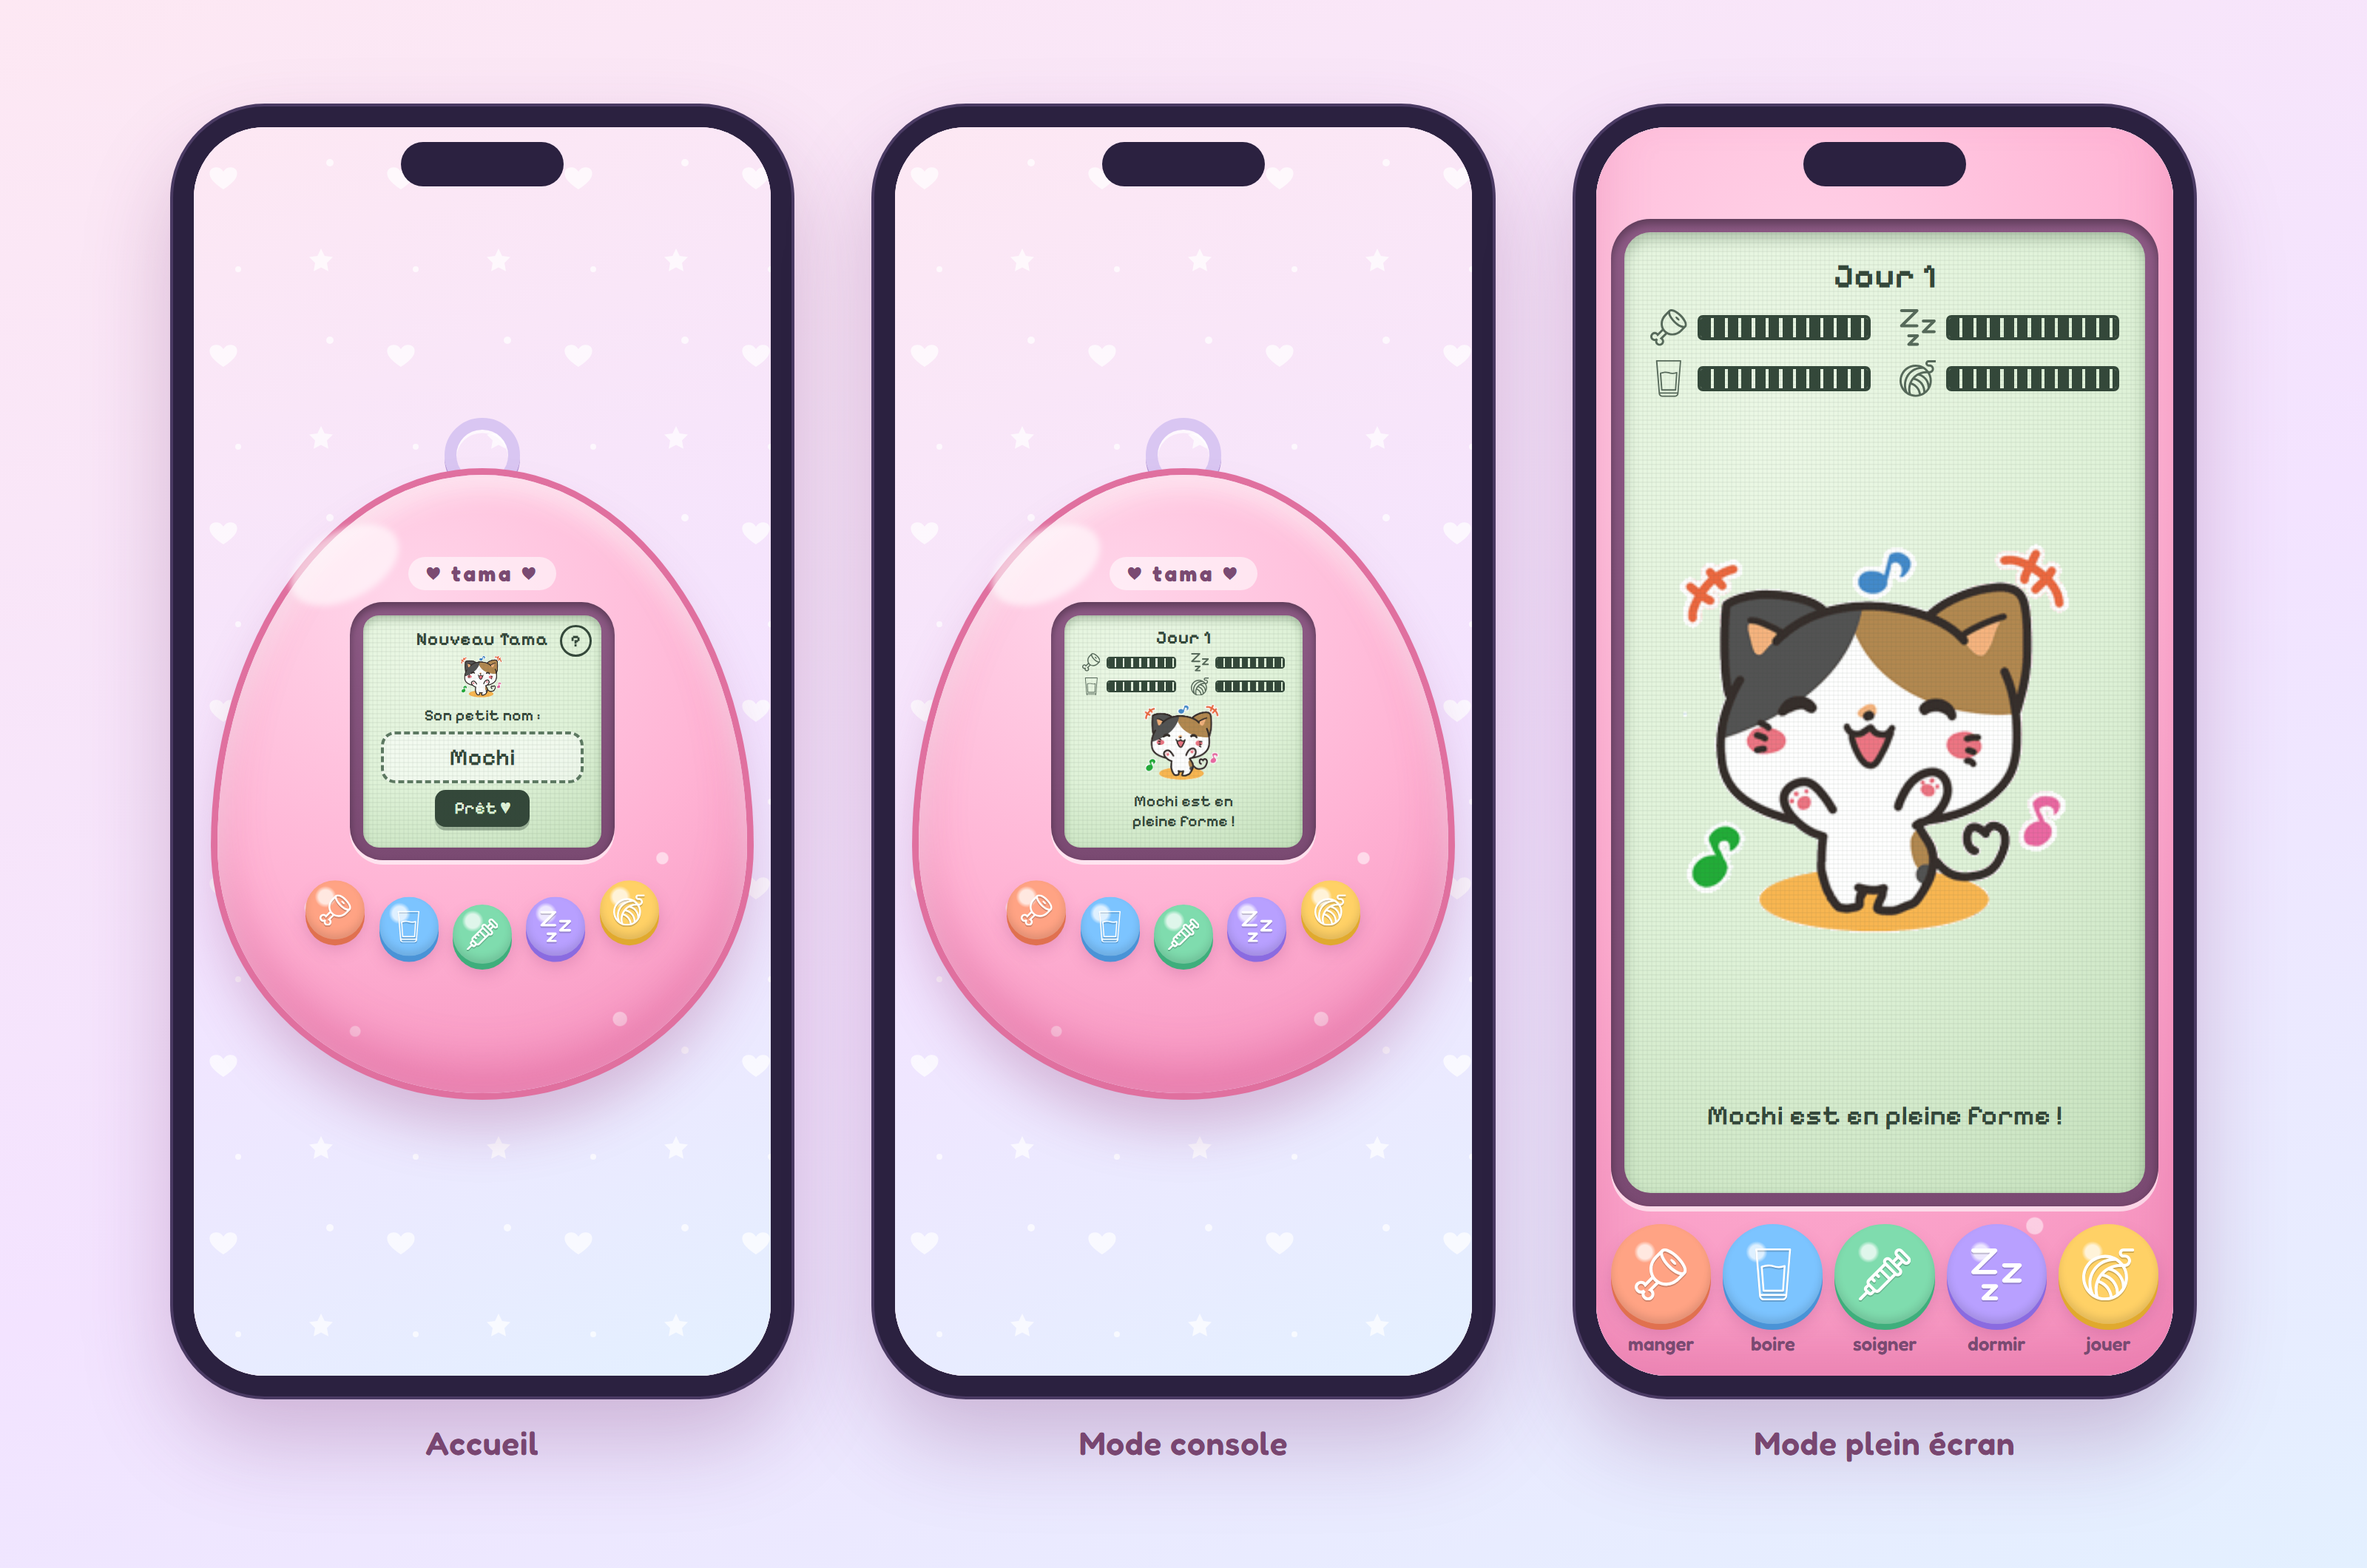 ♥ tama ♥
Nouveau Tama ?
Son petit nom :
Mochi
Prêt ♥
Z Z Z
Accueil
♥ tama ♥
Jour 1
Z Z Z
Mochi est en
pleine forme !
Z Z Z
Mode console
Jour 1
Z Z Z
Mochi est en pleine forme !
Z Z Z
manger boire soigner dormir jouer
Mode plein écran